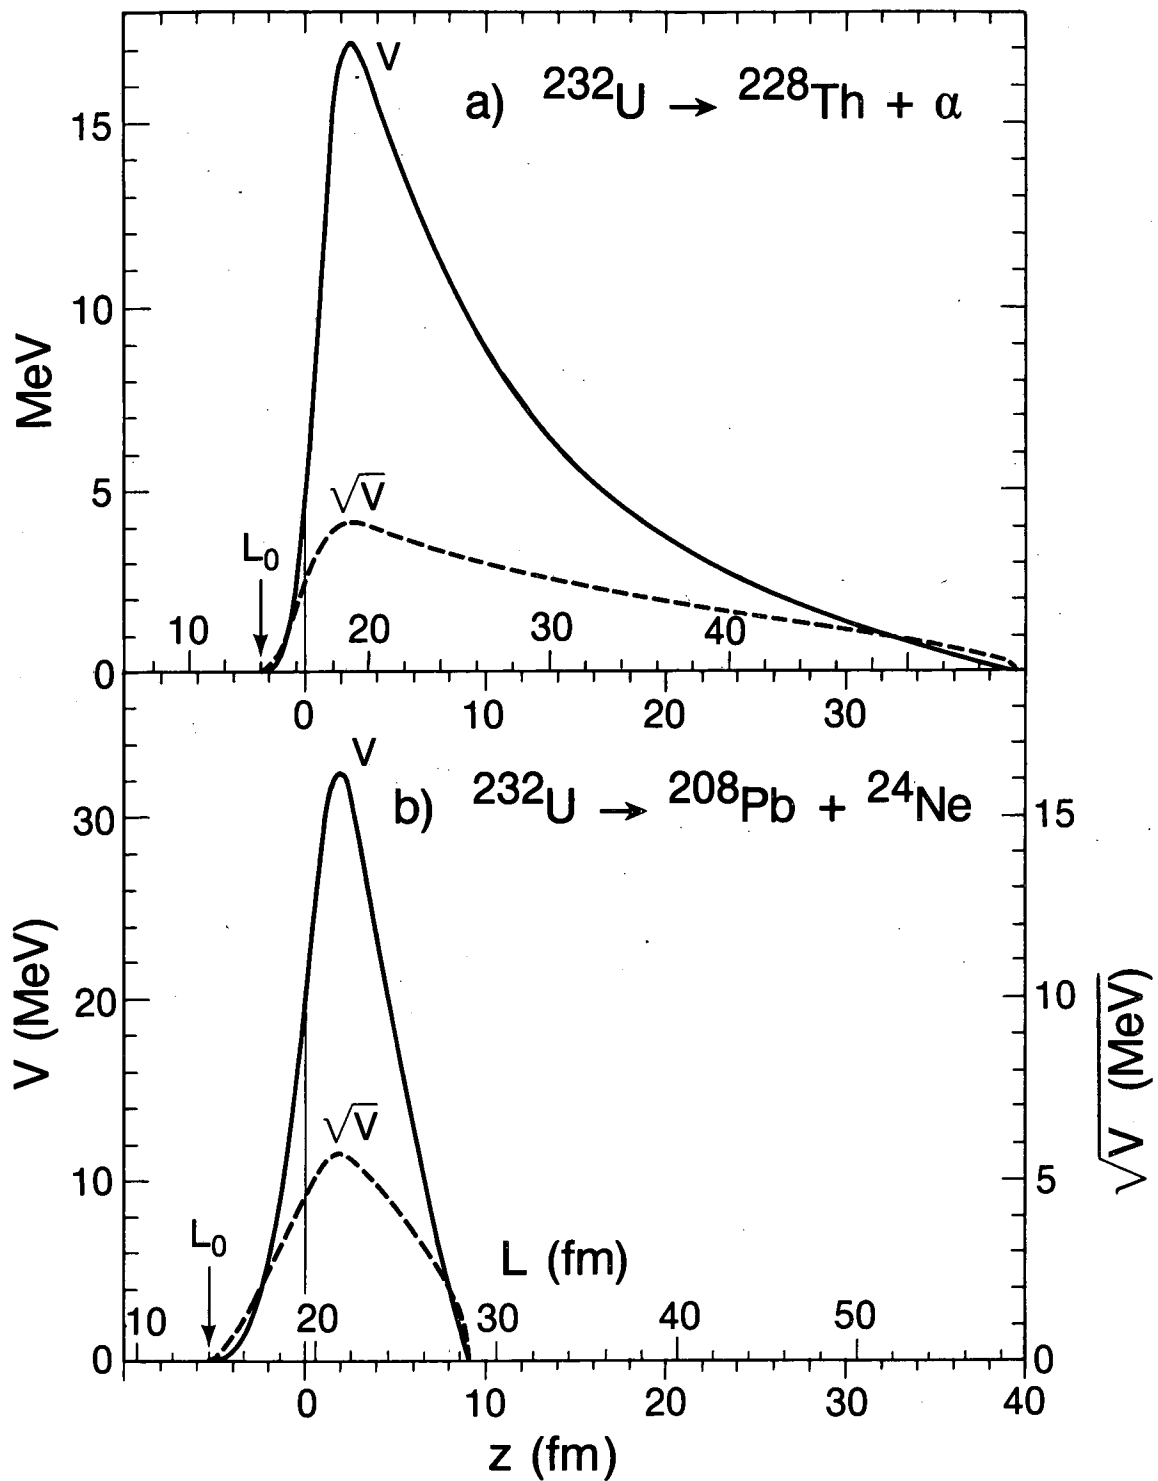 V
a) ²³²U → ²²⁸Th + α
15
10
MeV
5
√V
L₀
10 20 30 40
0
0 10 20 30
V
b) ²³²U → ²⁰⁸Pb + ²⁴Ne
30 15
20 10
V (MeV)
√V (MeV)
√V
10 5
L₀
L (fm)
10 20 30 40 50
0 0
0 10 20 30 40
z (fm)